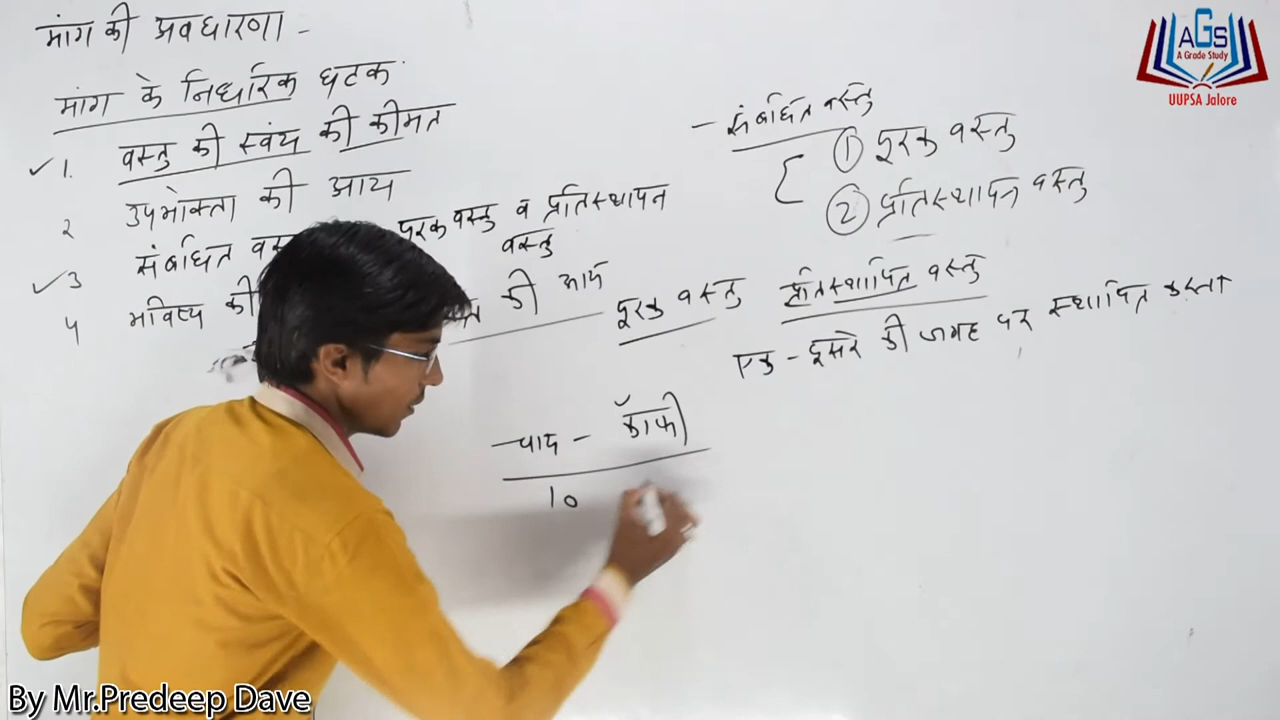 मांग की अवधारणा -
मांग के निर्धारक घटक
✓ 1. वस्तु की स्वंय की कीमत
2 उपभोक्ता की आय
✓ 3 संबंधित पूरक वस्तु व प्रतिस्थापन
वस्तु
4 भविष्य की की आय
- संबंधित वस्तु
① पूरक वस्तु
② प्रतिस्थापन वस्तु
पूरक वस्तु प्रतिस्थापित वस्तु
एक - दूसरे की जगह पर स्थापित करना
चाय - कॉफी
10
AGS
A Grade Study
UUPSA Jalore
By Mr.Predeep Dave